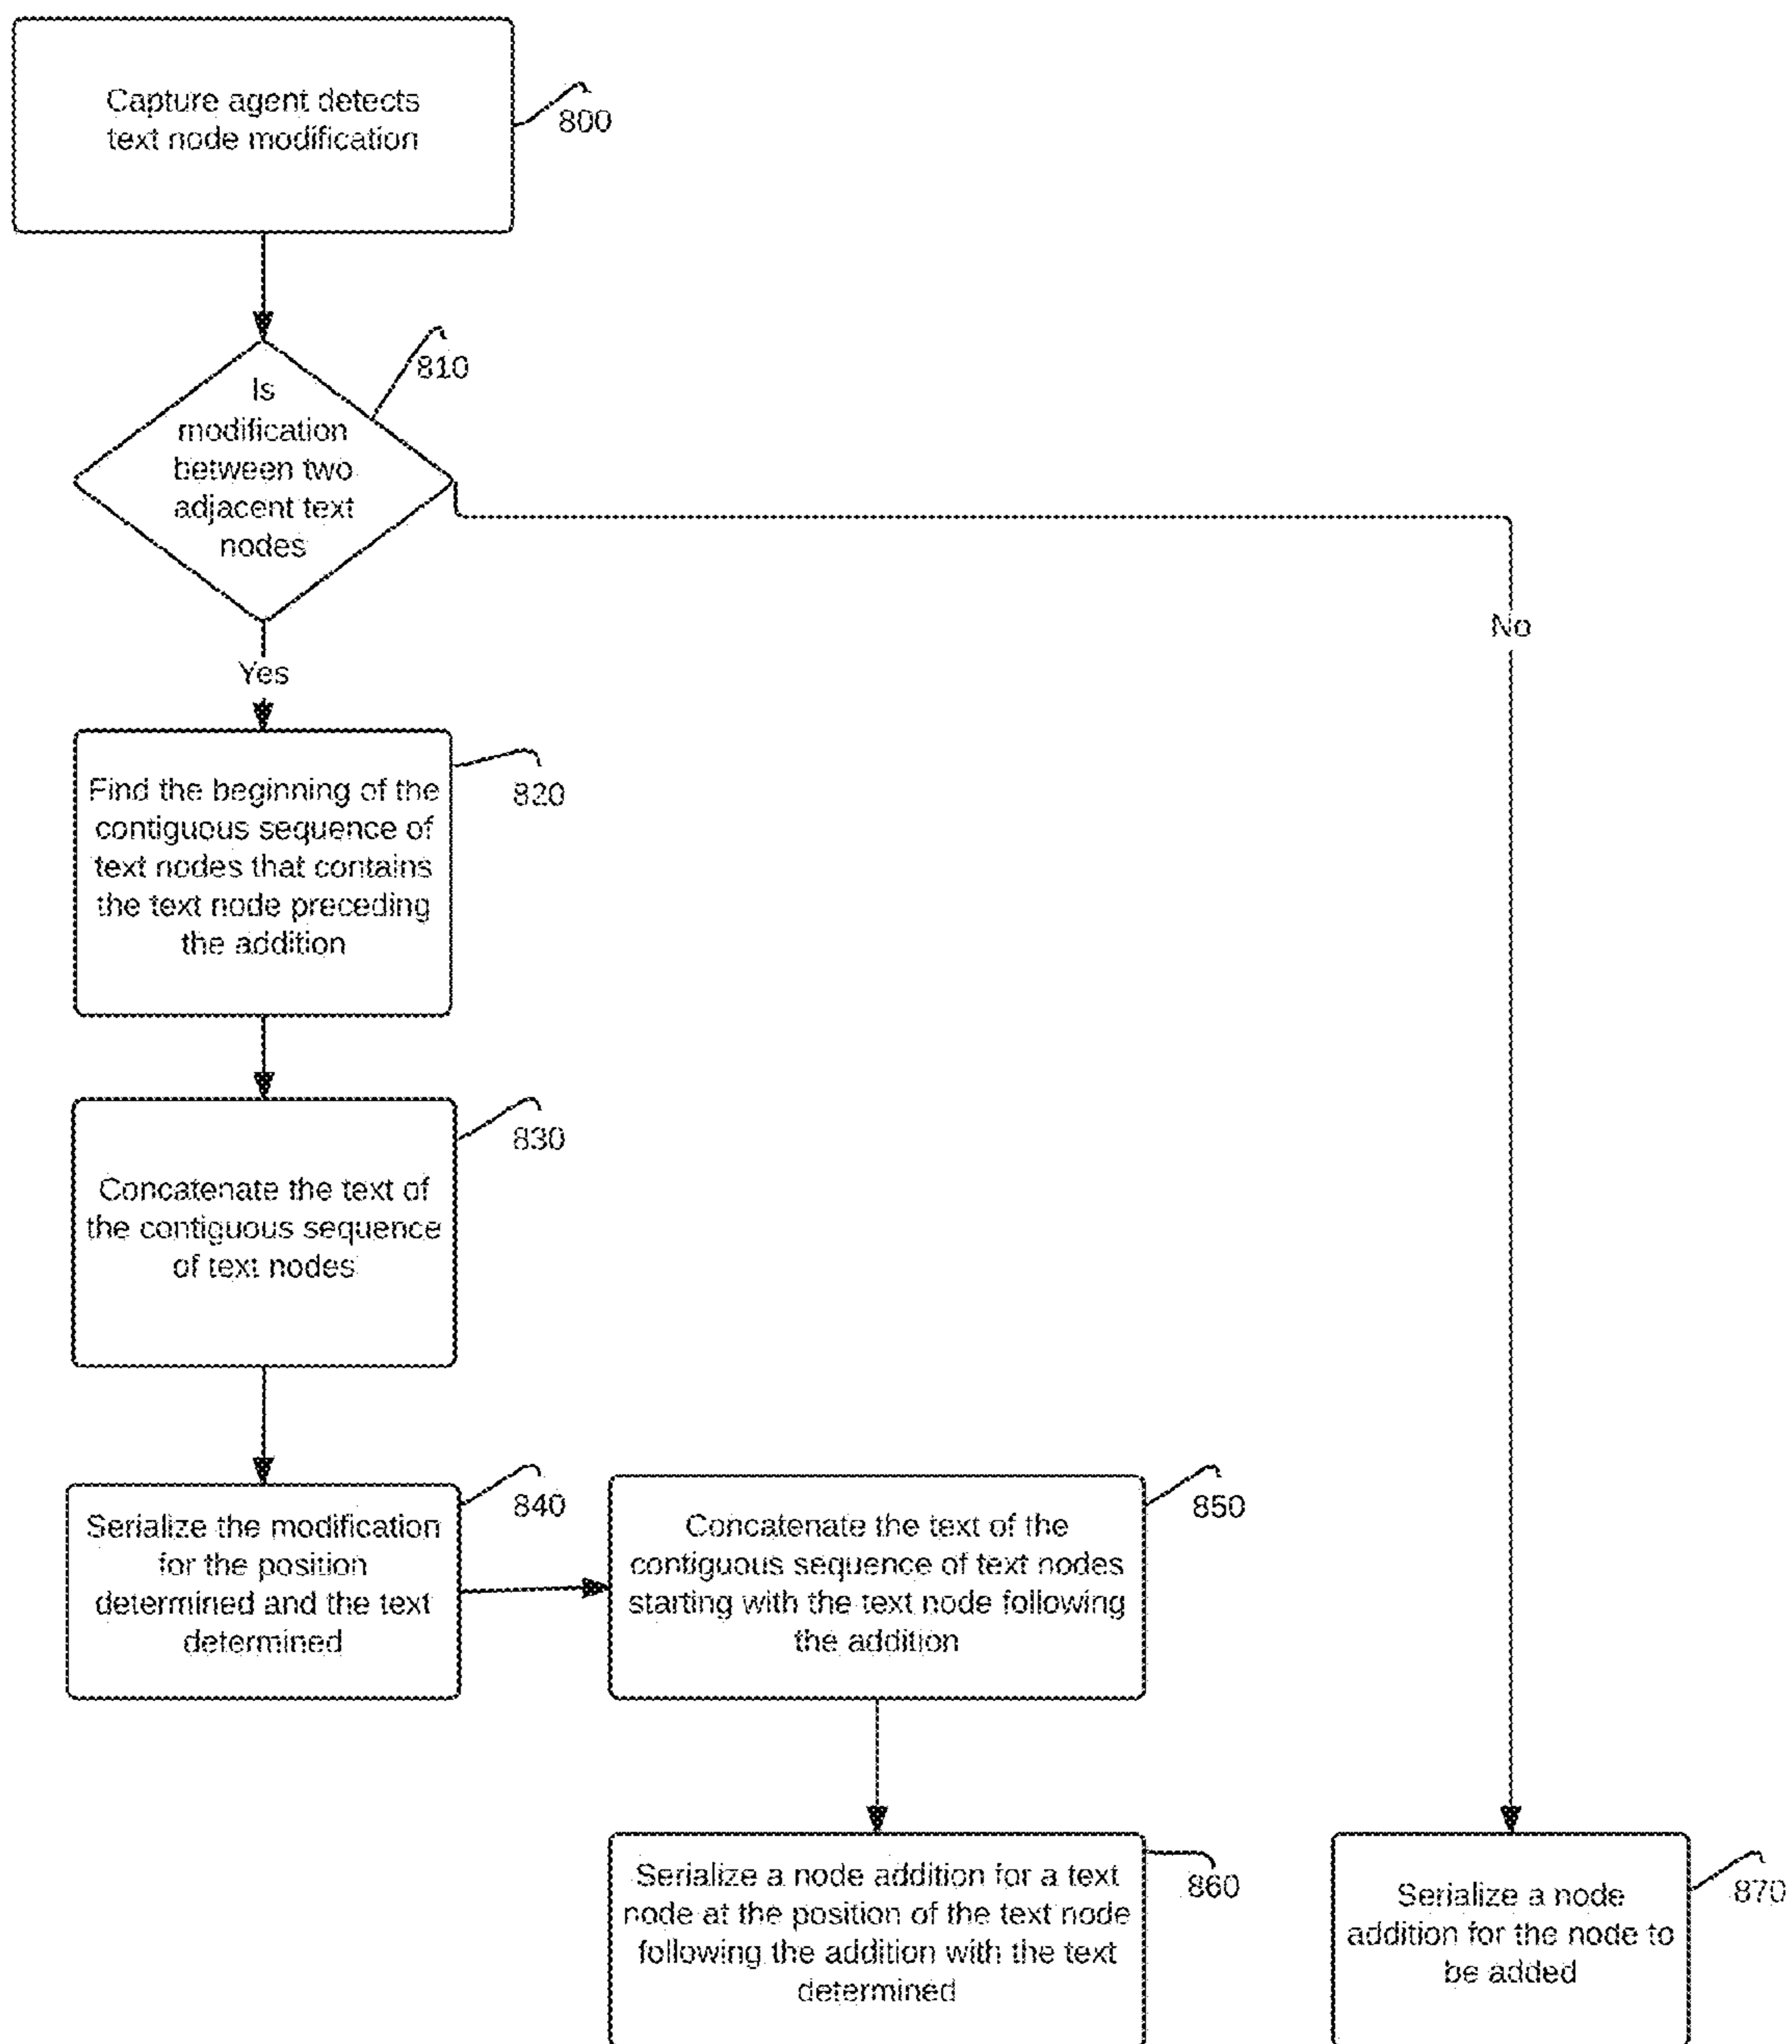 Capture agent detects
text node modification
800
810
Is
modification
between two
adjacent text
nodes
No
Yes
820
Find the beginning of the
contiguous sequence of
text nodes that contains
the text node preceding
the addition
830
Concatenate the text of
the contiguous sequence
of text nodes
840
Serialize the modification
for the position
determined and the text
determined
850
Concatenate the text of the
contiguous sequence of text nodes
starting with the text node following
the addition
860
Serialize a node addition for a text
node at the position of the text node
following the addition with the text
determined
870
Serialize a node
addition for the node to
be added